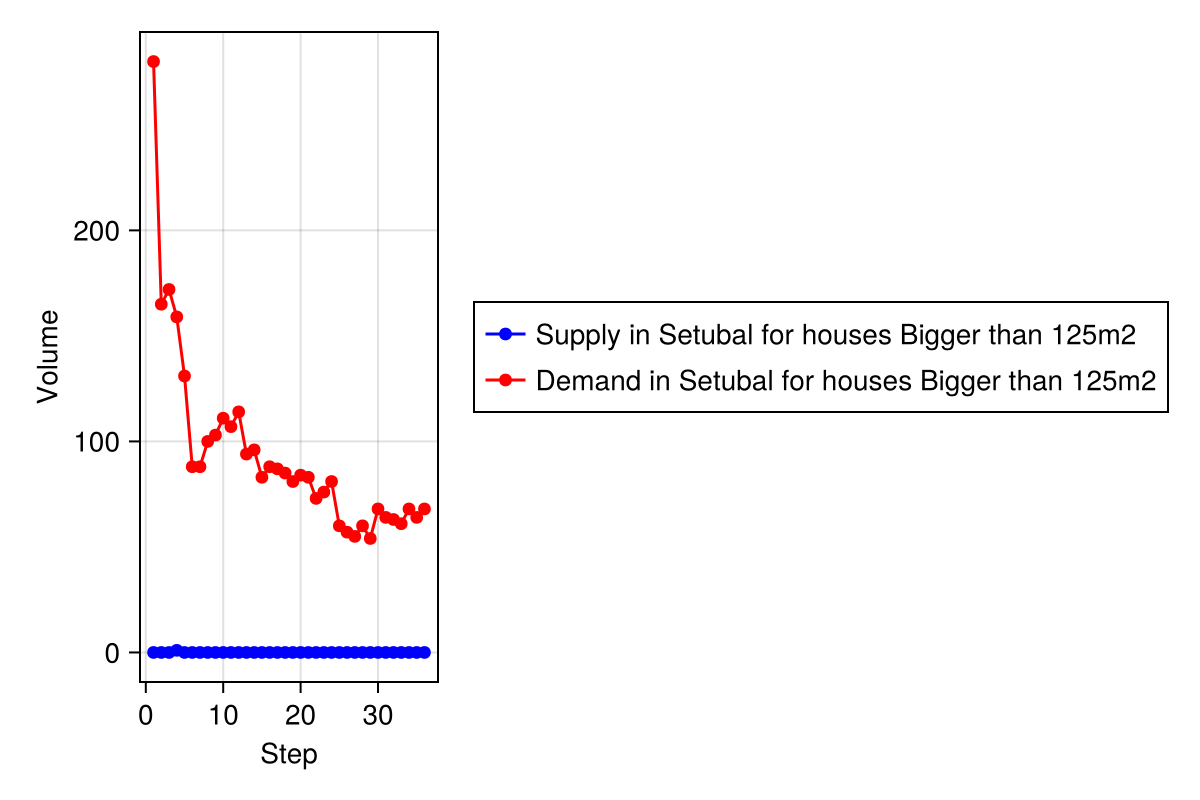 Volume
200
100
0
0 10 20 30
Step
Supply in Setubal for houses Bigger than 125m2
Demand in Setubal for houses Bigger than 125m2